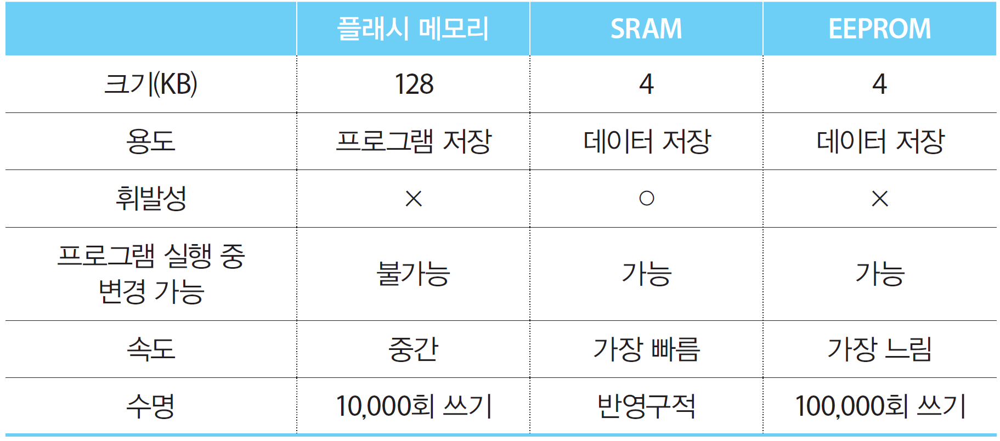 플래시 메모리 SRAM EEPROM
크기(KB) 128 4 4
용도 프로그램 저장 데이터 저장 데이터 저장
휘발성 × ○ ×
프로그램 실행 중
변경 가능 불가능 가능 가능
속도 중간 가장 빠름 가장 느림
수명 10,000회 쓰기 반영구적 100,000회 쓰기